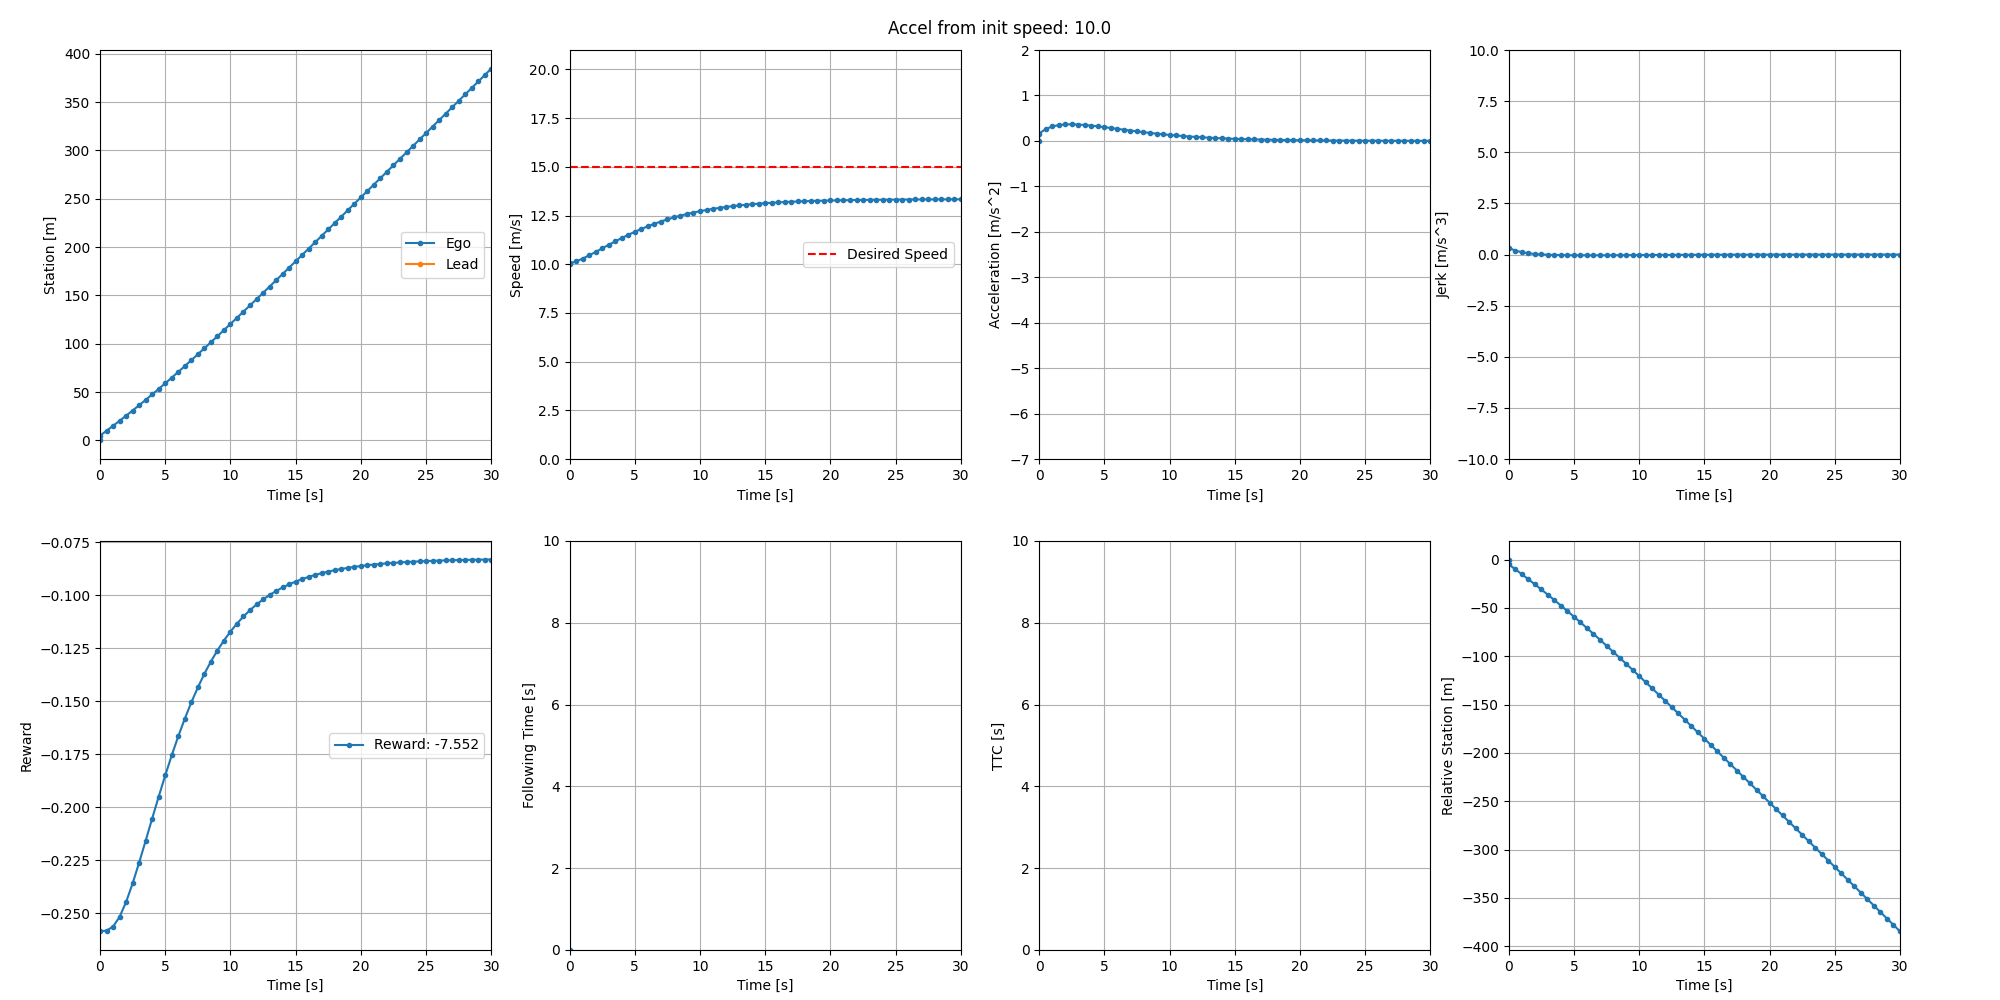 Accel from init speed: 10.0
400
350
300
250
200
150
100
50
0
Station [m]
Ego
Lead
0 5 10 15 20 25 30
Time [s]
20.0
17.5
15.0
12.5
10.0
7.5
5.0
2.5
0.0
Speed [m/s]
Desired Speed
0 5 10 15 20 25 30
Time [s]
2
1
0
−1
−2
−3
−4
−5
−6
−7
Acceleration [m/s^2]
0 5 10 15 20 25 30
Time [s]
10.0
7.5
5.0
2.5
0.0
−2.5
−5.0
−7.5
−10.0
Jerk [m/s^3]
0 5 10 15 20 25 30
Time [s]
−0.075
−0.100
−0.125
−0.150
−0.175
−0.200
−0.225
−0.250
Reward
Reward: -7.552
0 5 10 15 20 25 30
Time [s]
10
8
6
4
2
0
Following Time [s]
0 5 10 15 20 25 30
Time [s]
10
8
6
4
2
0
TTC [s]
0 5 10 15 20 25 30
Time [s]
0
−50
−100
−150
−200
−250
−300
−350
−400
Relative Station [m]
0 5 10 15 20 25 30
Time [s]